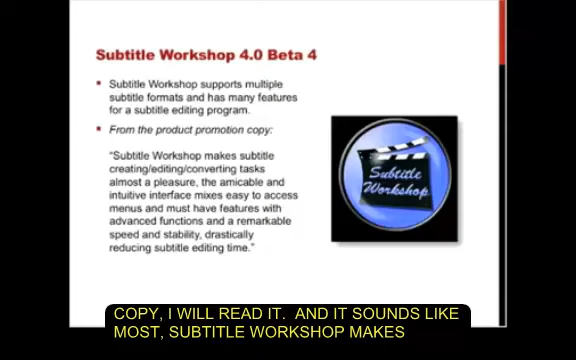 Subtitle Workshop 4.0 Beta 4
Subtitle Workshop supports multiple
subtitle formats and has many features
for a subtitle editing program.
From the product promotion copy:
“Subtitle Workshop makes subtitle
creating/editing/converting tasks
almost a pleasure, the amicable and
intuitive interface mixes easy to access
menus and must have features with
advanced functions and a remarkable
speed and stability, drastically
reducing subtitle editing time.”
Subtitle
Workshop
COPY, I WILL READ IT.  AND IT SOUNDS LIKE
MOST, SUBTITLE WORKSHOP MAKES